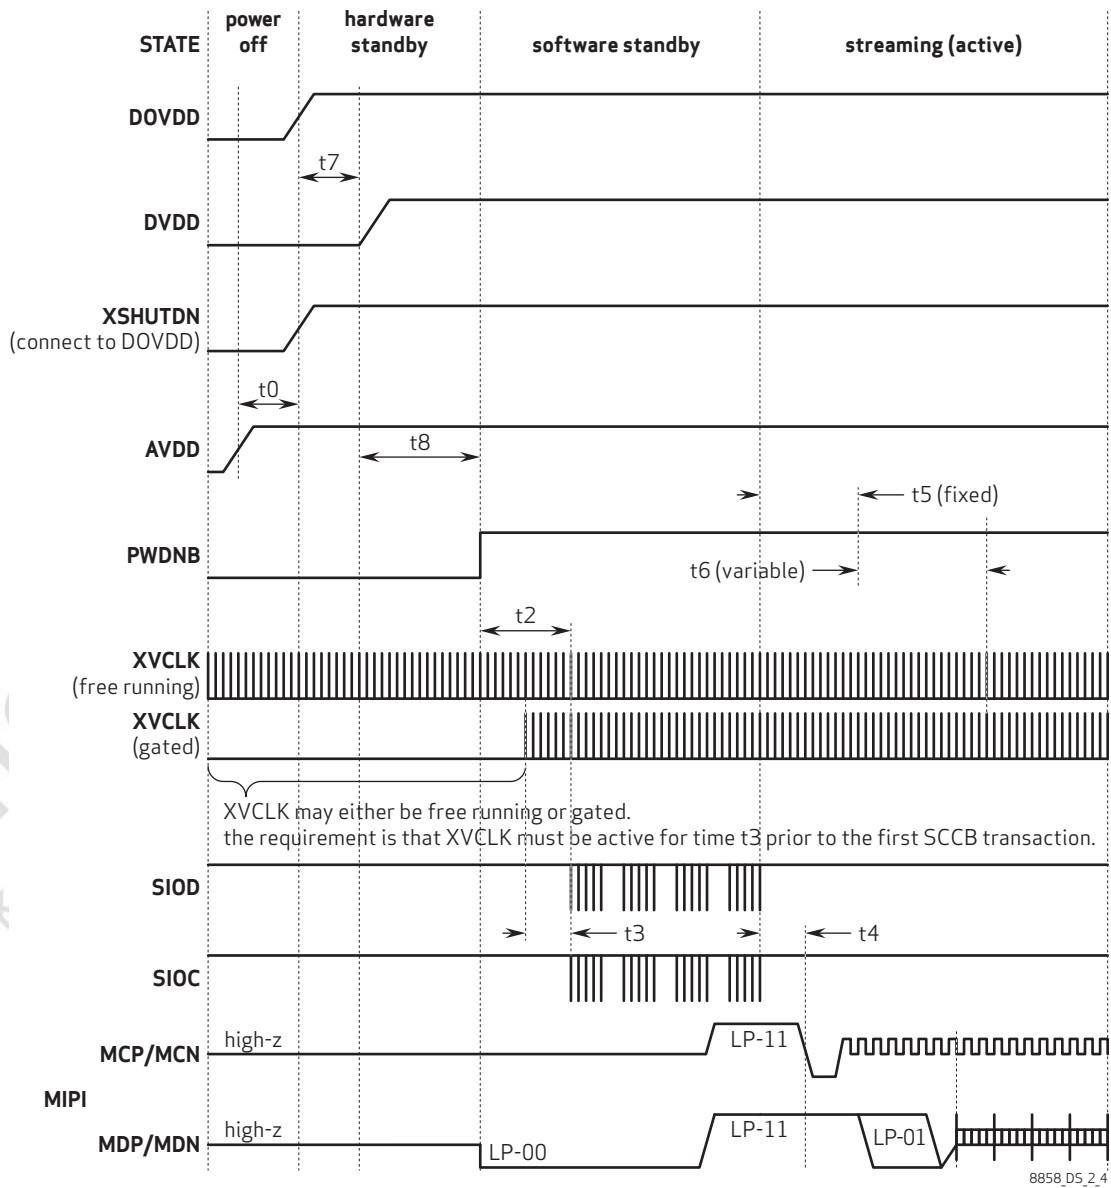 STATE
power
off
hardware
standby
software standby
streaming (active)
DOVDD
t7
DVDD
XSHUTDN
(connect to DOVDD)
t0
AVDD
t8
t5 (fixed)
PWDNB
t6 (variable)
t2
XVCLK
(free running)
XVCLK
(gated)
XVCLK may either be free running or gated.
the requirement is that XVCLK must be active for time t3 prior to the first SCCB transaction.
SIOD
t3
t4
SIOC
high-z
LP-11
MCP/MCN
MIPI
high-z
LP-11
LP-01
MDP/MDN
LP-00
8858_DS_2_4